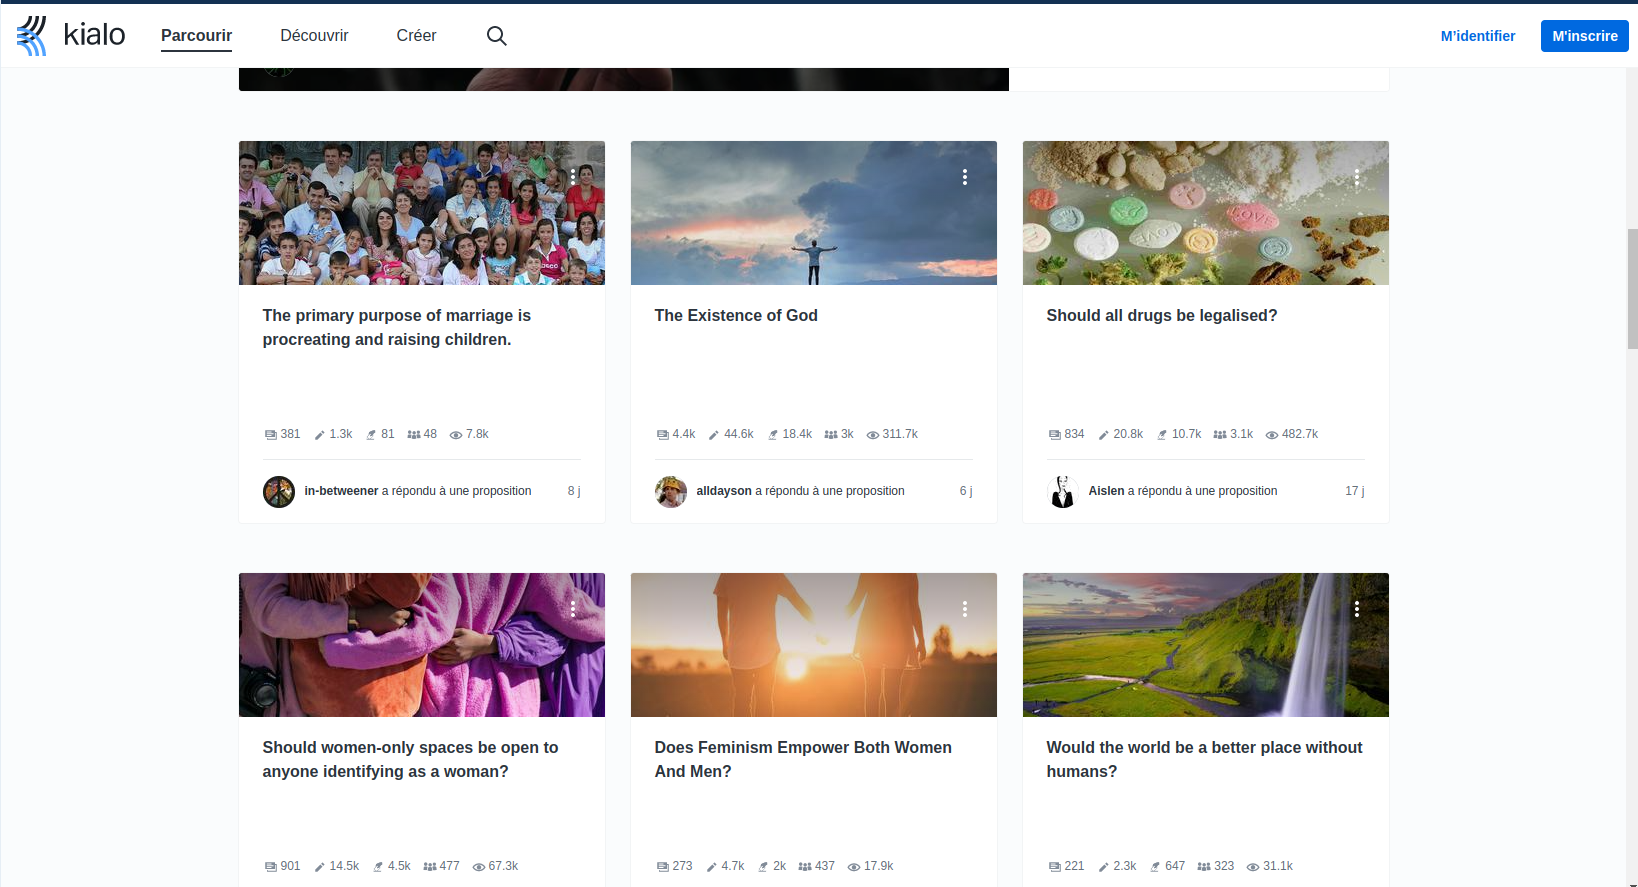 kialo Parcourir Découvrir Créer M'identifier M'inscrire
The primary purpose of marriage is
procreating and raising children.
381 1.3k 81 48 7.8k
in-betweener a répondu à une proposition 8 j
The Existence of God
4.4k 44.6k 18.4k 3k 311.7k
alldayson a répondu à une proposition 6 j
LOVE
Should all drugs be legalised?
834 20.8k 10.7k 3.1k 482.7k
Aislen a répondu à une proposition 17 j
Should women-only spaces be open to
anyone identifying as a woman?
901 14.5k 4.5k 477 67.3k
Does Feminism Empower Both Women
And Men?
273 4.7k 2k 437 17.9k
Would the world be a better place without
humans?
221 2.3k 647 323 31.1k